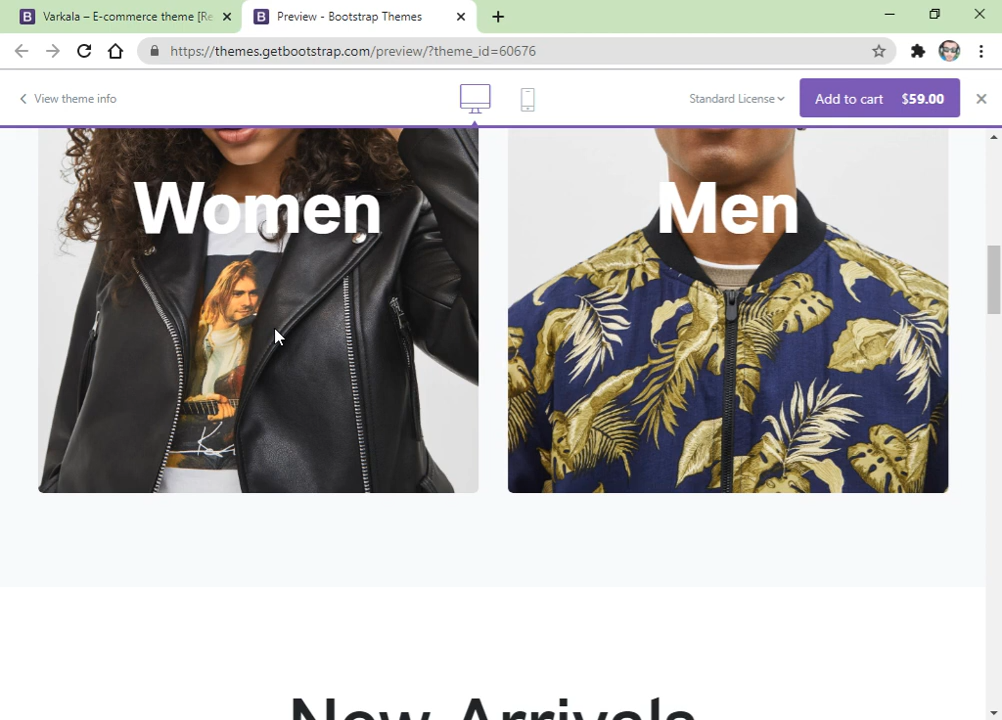 Varkala – E-commerce theme [Re
Preview - Bootstrap Themes
https://themes.getbootstrap.com/preview/?theme_id=60676
View theme info
Standard License
Add to cart $59.00
Women
Men
New Arrivals